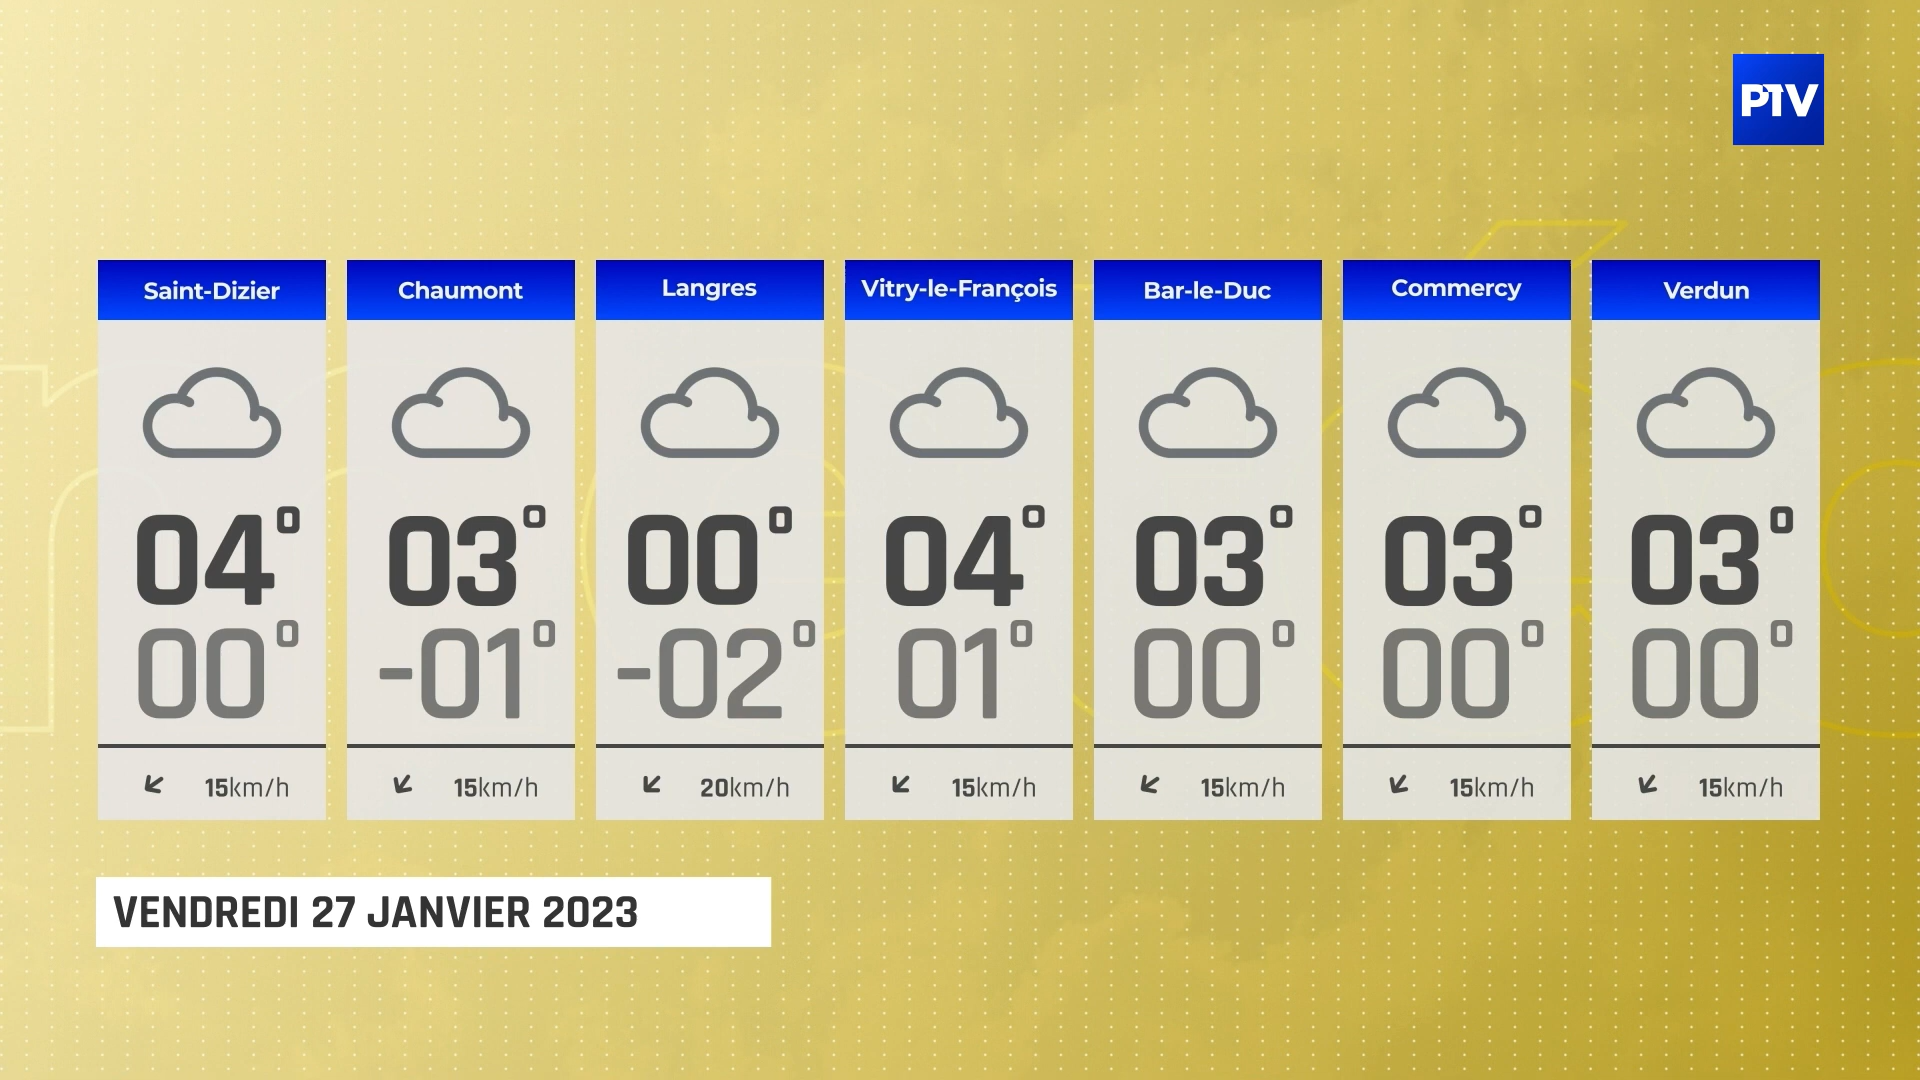 PTV
Saint-Dizier
04°
00°
15km/h
Chaumont
03°
-01°
15km/h
Langres
00°
-02°
20km/h
Vitry-le-François
04°
01°
15km/h
Bar-le-Duc
03°
00°
15km/h
Commercy
03°
00°
15km/h
Verdun
03°
00°
15km/h
VENDREDI 27 JANVIER 2023